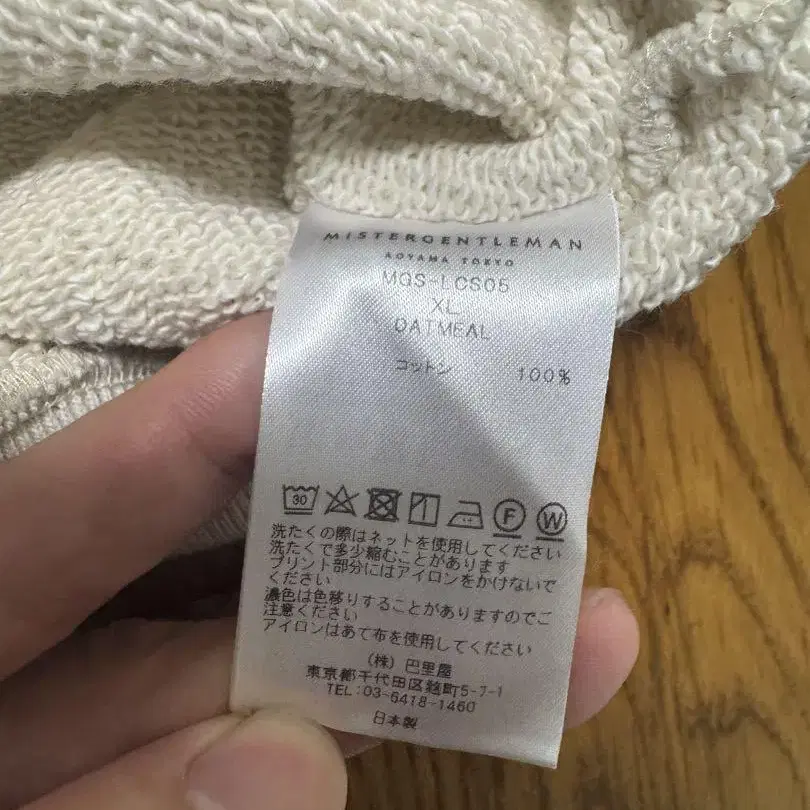 MISTERGENTLEMAN
AOYAMA TOKYO
MGS-LCS05
XL
OATMEAL
コットン 100%
30 F W
洗たくの際はネットを使用してください
洗たくで多少縮むことがあります
プリント部分にはアイロンをかけないで
ください
濃色は色移りすることがありますのでご
注意ください
アイロンはあて布を使用してください
(株) 巴里屋
東京都千代田区麹町5-7-1
TEL:03-6418-1460
日本製